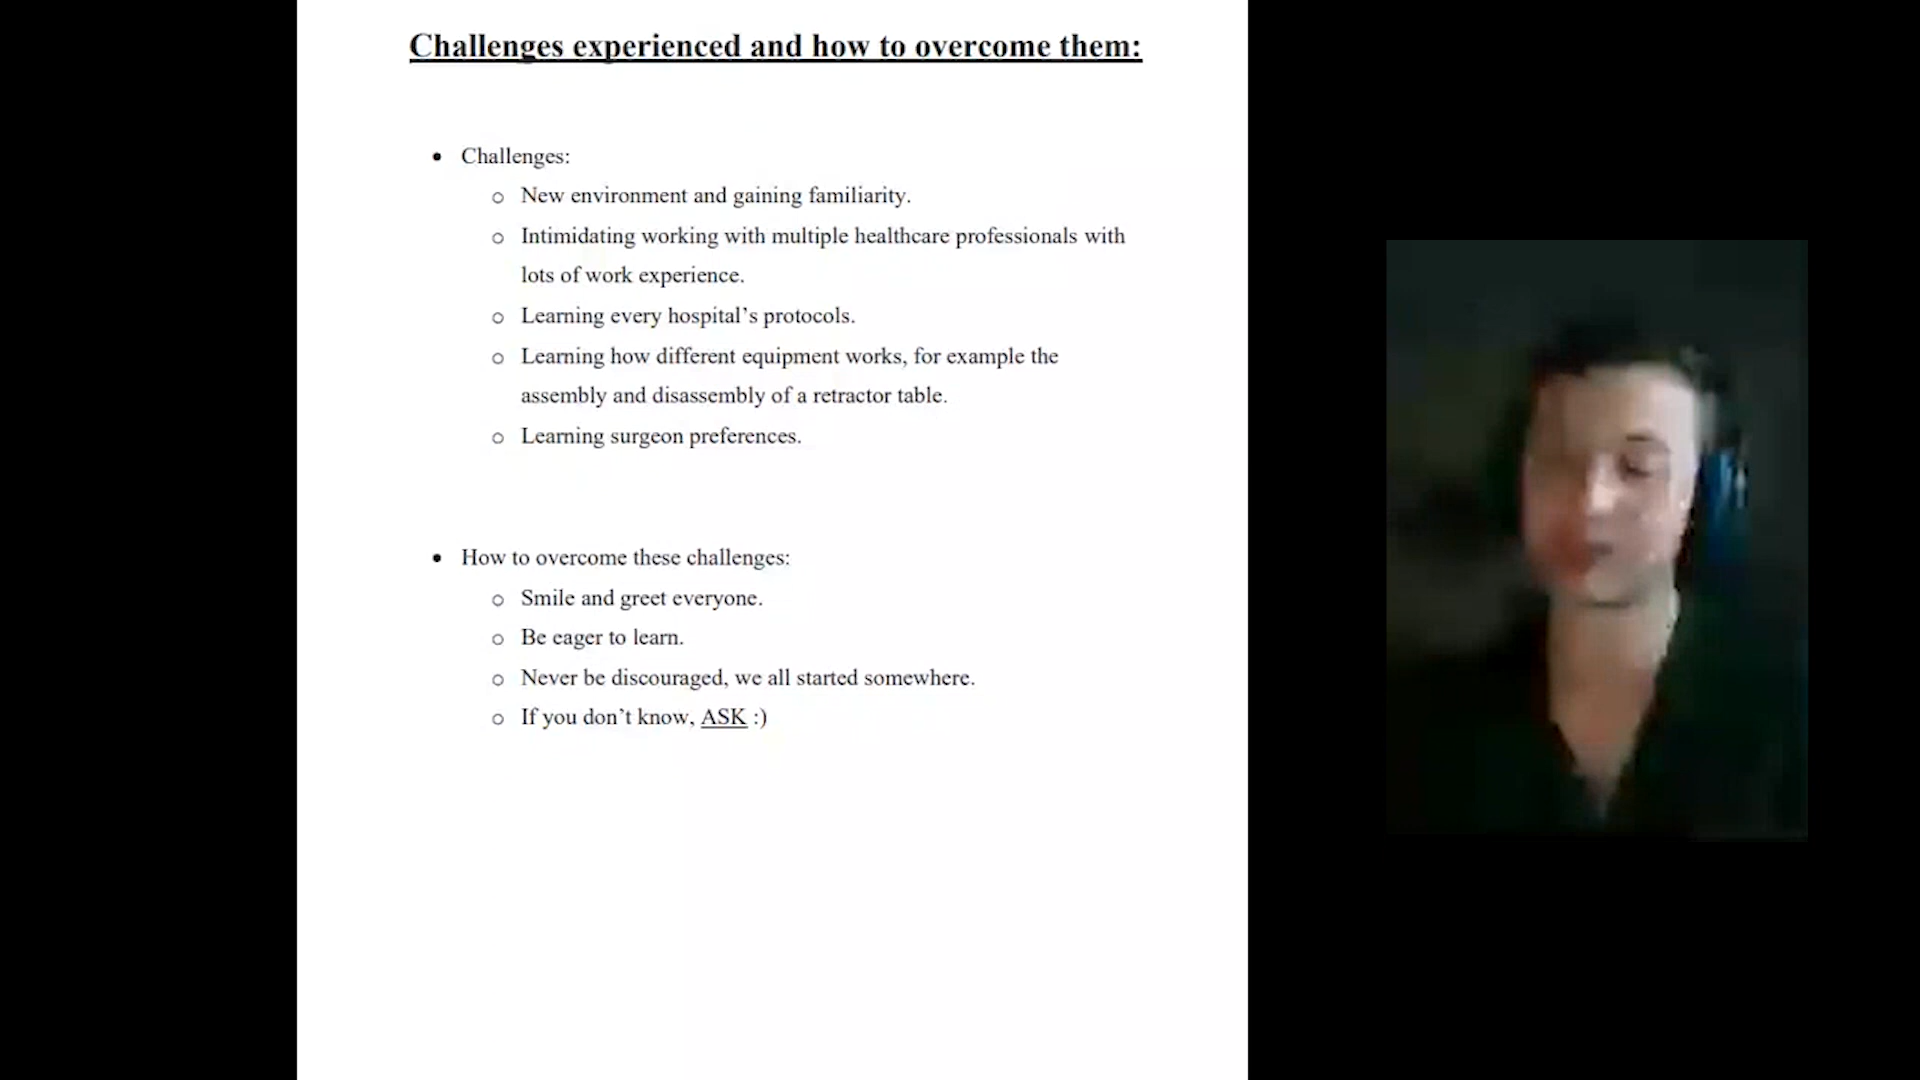 Challenges experienced and how to overcome them:
• Challenges:
o New environment and gaining familiarity.
o Intimidating working with multiple healthcare professionals with
lots of work experience.
o Learning every hospital’s protocols.
o Learning how different equipment works, for example the
assembly and disassembly of a retractor table.
o Learning surgeon preferences.
• How to overcome these challenges:
o Smile and greet everyone.
o Be eager to learn.
o Never be discouraged, we all started somewhere.
o If you don’t know, ASK :)